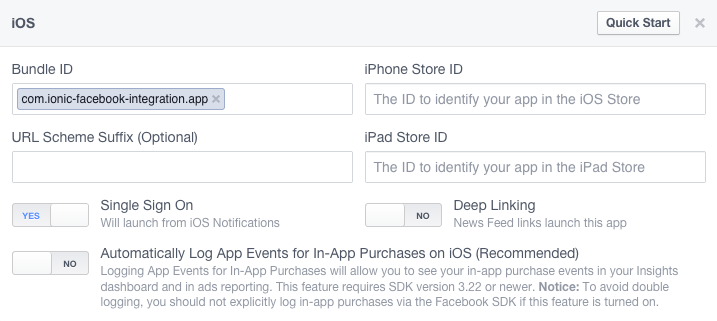 iOS
Quick Start
Bundle ID
iPhone Store ID
com.ionic-facebook-integration.app
The ID to identify your app in the iOS Store
URL Scheme Suffix (Optional)
iPad Store ID
The ID to identify your app in the iPad Store
YES
Single Sign On
Will launch from iOS Notifications
NO
Deep Linking
News Feed links launch this app
NO
Automatically Log App Events for In-App Purchases on iOS (Recommended)
Logging App Events for In-App Purchases will allow you to see your in-app purchase events in your Insights
dashboard and in ads reporting. This feature requires SDK version 3.22 or newer. Notice: To avoid double
logging, you should not explicitly log in-app purchases via the Facebook SDK if this feature is turned on.